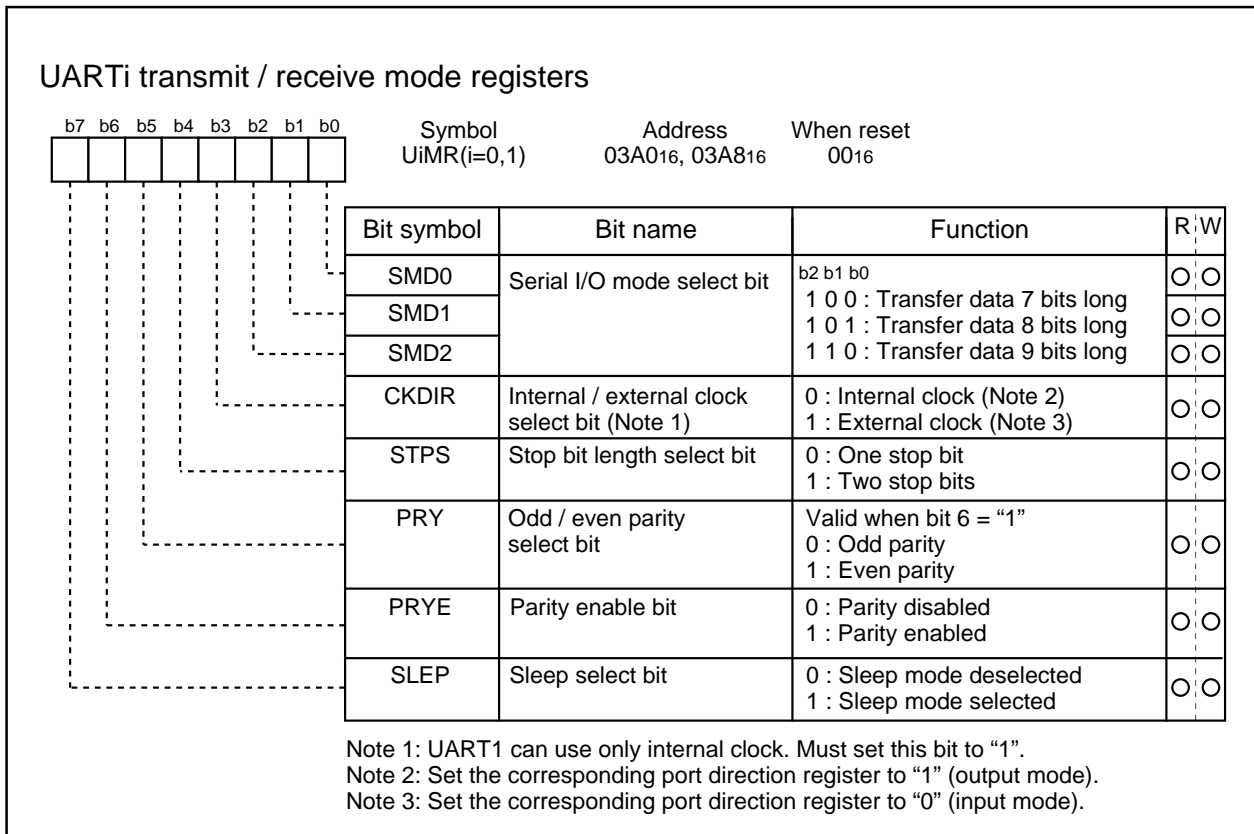 UARTi transmit / receive mode registers
b7 b6 b5 b4 b3 b2 b1 b0
Symbol Address When reset
UiMR(i=0,1) 03A016, 03A816 0016
Bit symbol Bit name Function R W
SMD0 Serial I/O mode select bit b2 b1 b0
1 0 0 : Transfer data 7 bits long
SMD1 1 0 1 : Transfer data 8 bits long
SMD2 1 1 0 : Transfer data 9 bits long
CKDIR Internal / external clock 0 : Internal clock (Note 2)
select bit (Note 1) 1 : External clock (Note 3)
STPS Stop bit length select bit 0 : One stop bit
1 : Two stop bits
PRY Odd / even parity Valid when bit 6 = “1”
select bit 0 : Odd parity
1 : Even parity
PRYE Parity enable bit 0 : Parity disabled
1 : Parity enabled
SLEP Sleep select bit 0 : Sleep mode deselected
1 : Sleep mode selected
Note 1: UART1 can use only internal clock. Must set this bit to “1”.
Note 2: Set the corresponding port direction register to “1” (output mode).
Note 3: Set the corresponding port direction register to “0” (input mode).